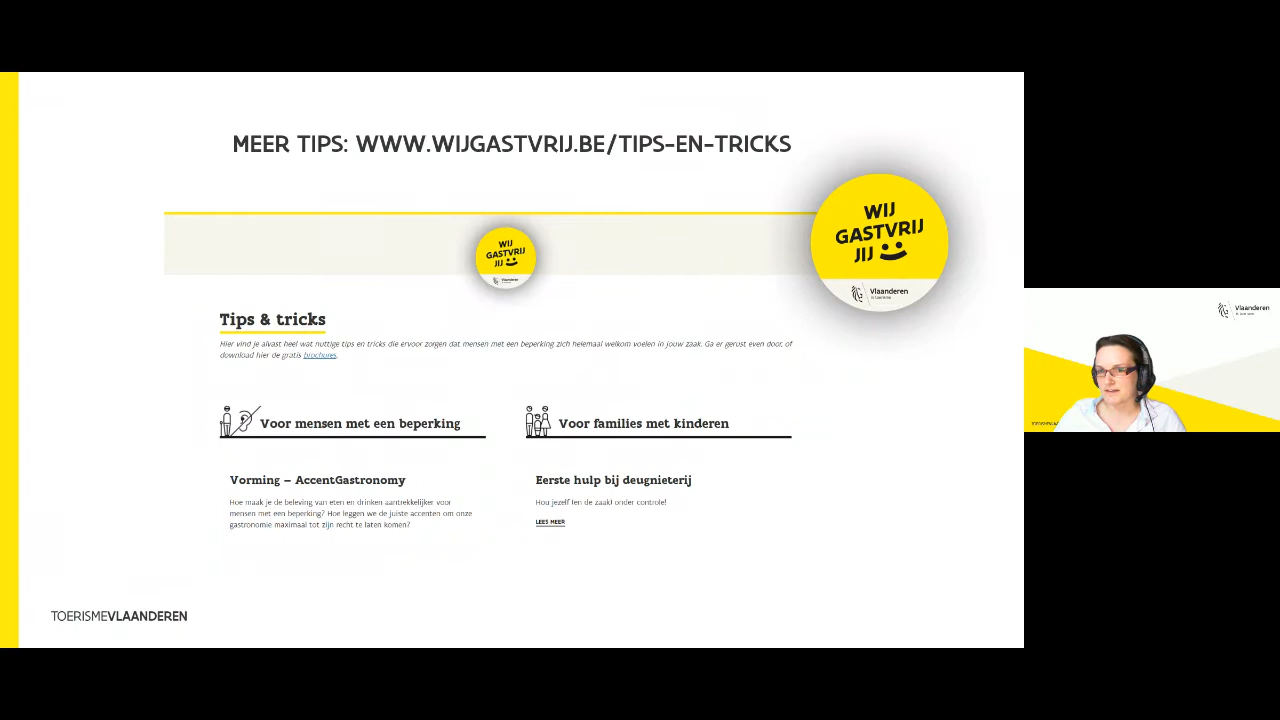 MEER TIPS: WWW.WIJGASTVRIJ.BE/TIPS-EN-TRICKS
WIJ
GASTVRIJ
JIJ
Vlaanderen
is toerisme
WIJ
GASTVRIJ
JIJ
Vlaanderen
Tips & tricks
Hier vind je alvast heel wat nuttige tips en tricks die ervoor zorgen dat mensen met een beperking zich helemaal welkom voelen in jouw zaak. Ga er gerust even door, of
download hier de gratis brochures.
Voor mensen met een beperking
Voor families met kinderen
Vorming – AccentGastronomy
Hoe maak je de beleving van eten en drinken aantrekkelijker voor
mensen met een beperking? Hoe leggen we de juiste accenten om onze
gastronomie maximaal tot zijn recht te laten komen?
Eerste hulp bij deugnieterij
Hou jezelf (en de zaak) onder controle!
LEES MEER
TOERISMEVLAANDEREN
Vlaanderen